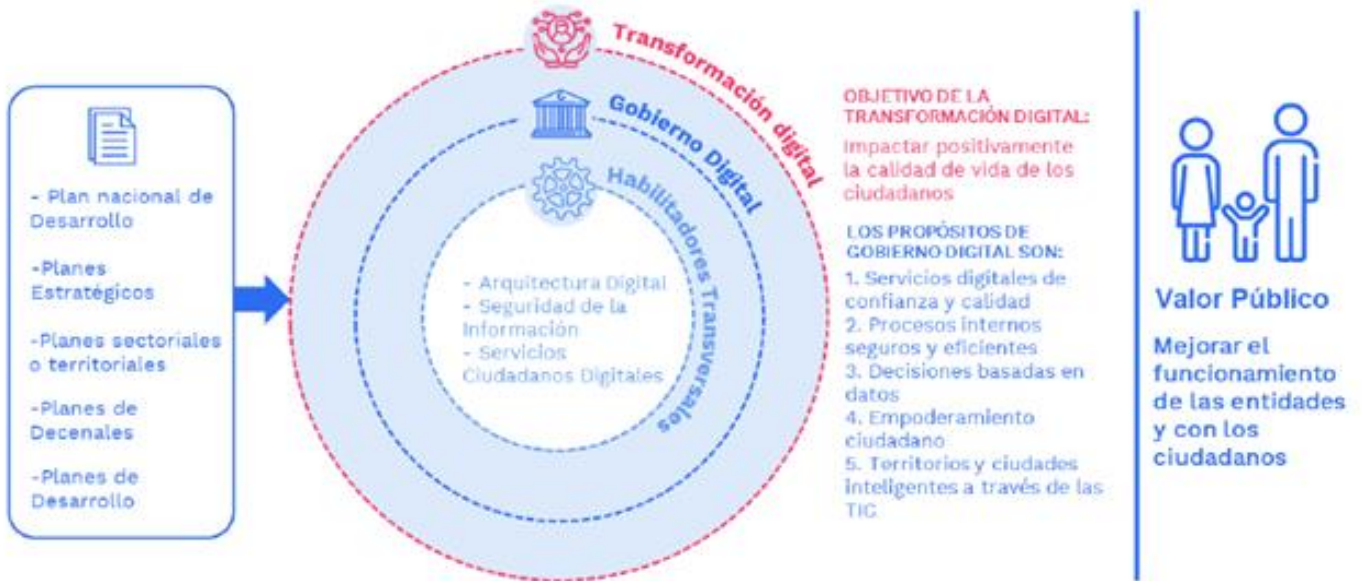 - Plan nacional de
Desarrollo
-Planes
Estratégicos
-Planes sectoriales
o territoriales
-Planes de
Decenales
-Planes de
Desarrollo
Transformación digital
Gobierno Digital
Habilitadores Transversales
- Arquitectura Digital
- Seguridad de la
Información
- Servicios
Ciudadanos Digitales
OBJETIVO DE LA
TRANSFORMACIÓN DIGITAL:
Impactar positivamente
la calidad de vida de los
ciudadanos
LOS PROPÓSITOS DE
GOBIERNO DIGITAL SON:
1. Servicios digitales de
confianza y calidad
2. Procesos internos
seguros y eficientes
3. Decisiones basadas en
datos
4. Empoderamiento
ciudadano
5. Territorios y ciudades
inteligentes a través de las
TIC
Valor Público
Mejorar el
funcionamiento
de las entidades
y con los
ciudadanos